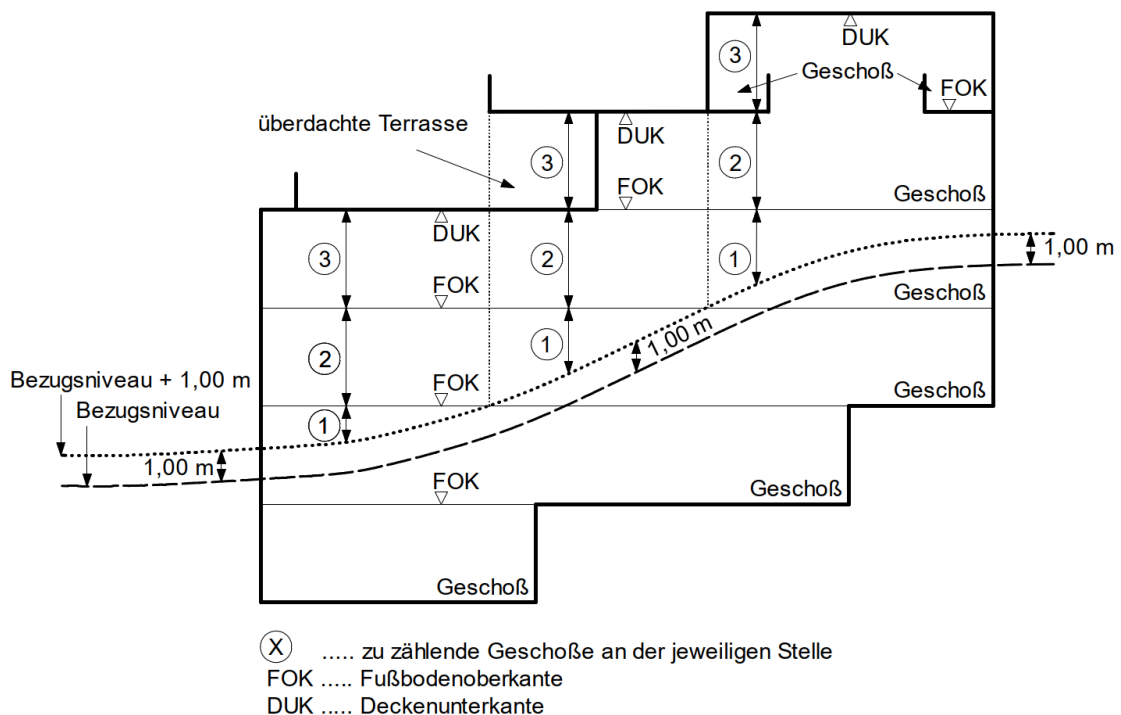 DUK
3
Geschoß
FOK
überdachte Terrasse
3
DUK
2
FOK
Geschoß
3
DUK
2
1
1,00 m
FOK
Geschoß
2
1
1,00 m
Bezugsniveau + 1,00 m
Bezugsniveau
FOK
Geschoß
1
1,00 m
FOK
Geschoß
Geschoß
X ..... zu zählende Geschoße an der jeweiligen Stelle
FOK ..... Fußbodenoberkante
DUK ..... Deckenunterkante